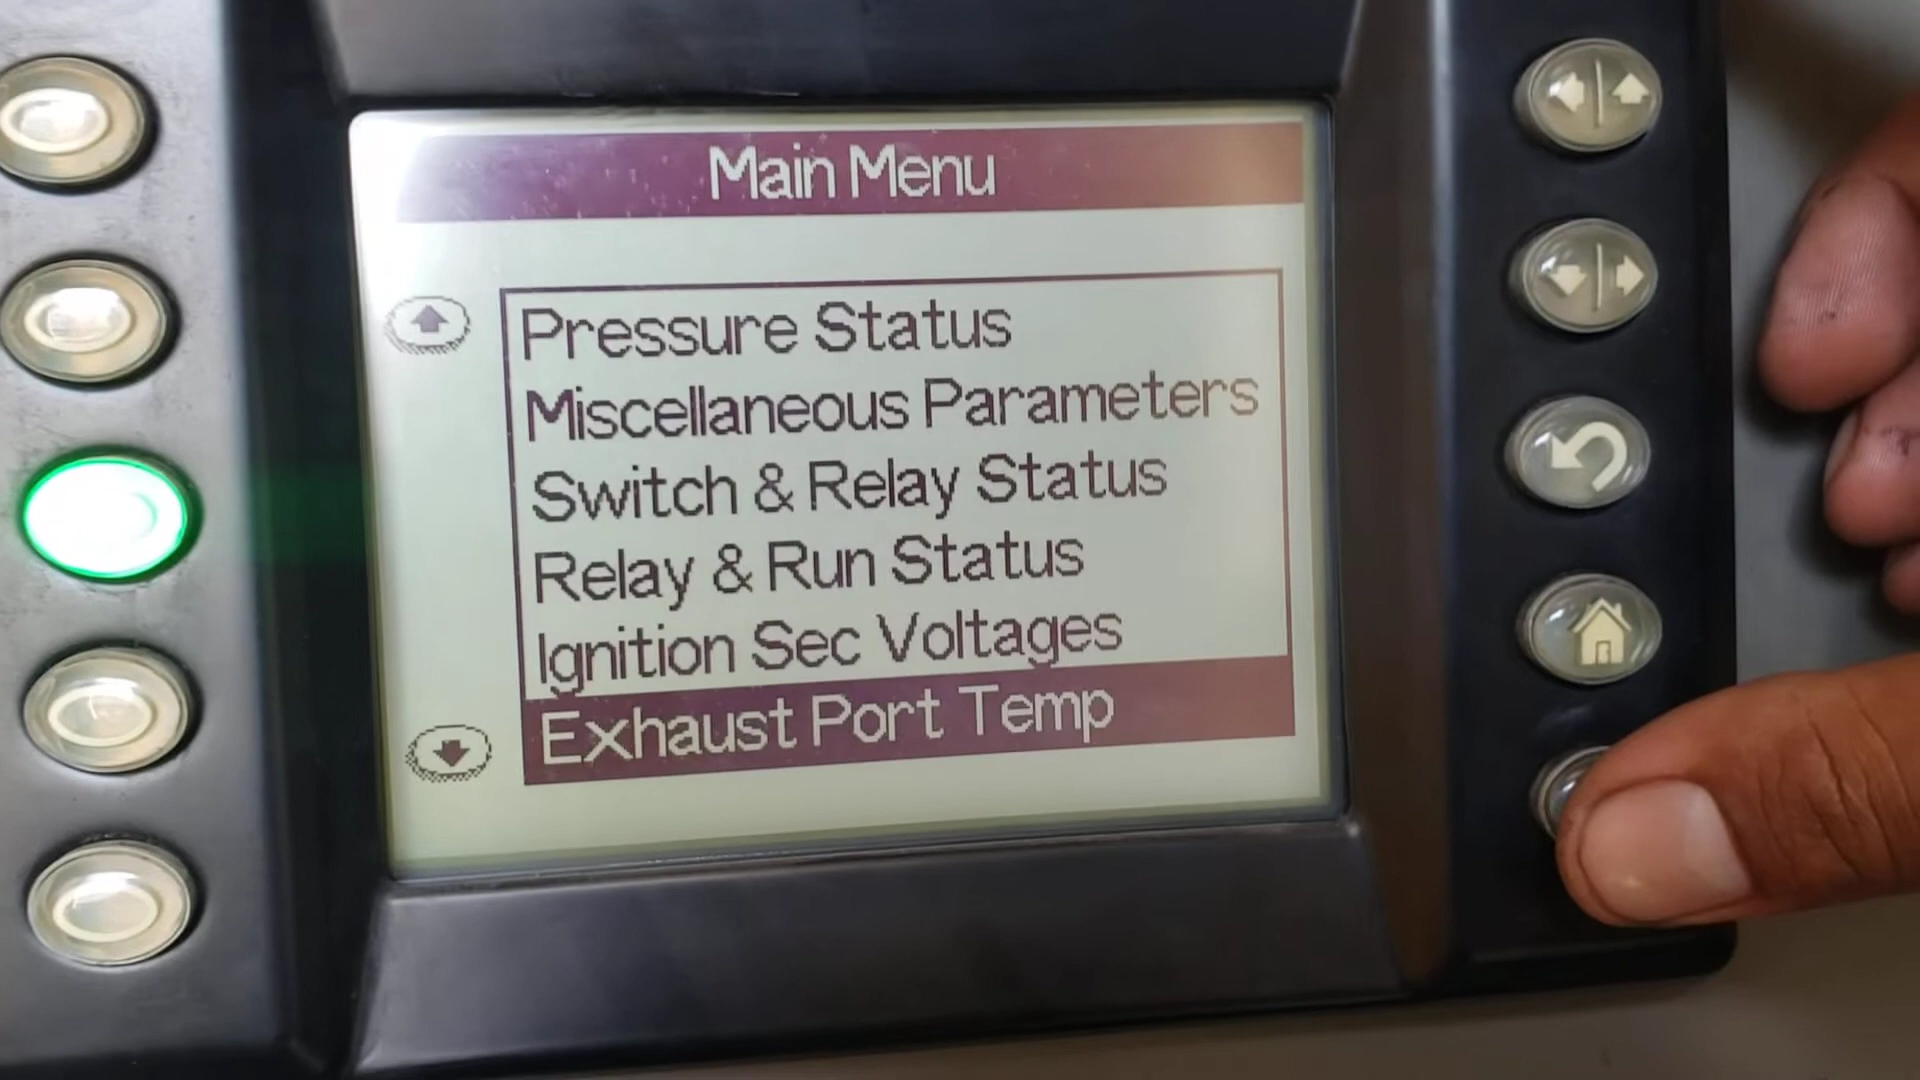 Main Menu
Pressure Status
Miscellaneous Parameters
Switch & Relay Status
Relay & Run Status
Ignition Sec Voltages
Exhaust Port Temp